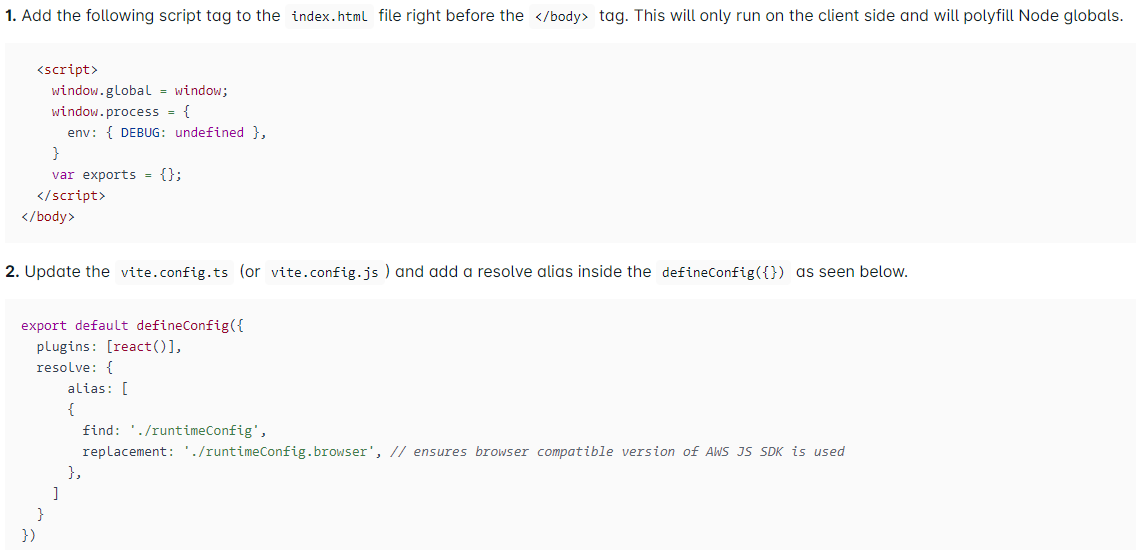 1. Add the following script tag to the index.html file right before the </body> tag. This will only run on the client side and will polyfill Node globals.
<script>
window.global = window;
window.process = {
env: { DEBUG: undefined },
}
var exports = {};
</script>
</body>
2. Update the vite.config.ts (or vite.config.js ) and add a resolve alias inside the defineConfig({}) as seen below.
export default defineConfig({
plugins: [react()],
resolve: {
alias: [
{
find: './runtimeConfig',
replacement: './runtimeConfig.browser', // ensures browser compatible version of AWS JS SDK is used
},
]
}
})